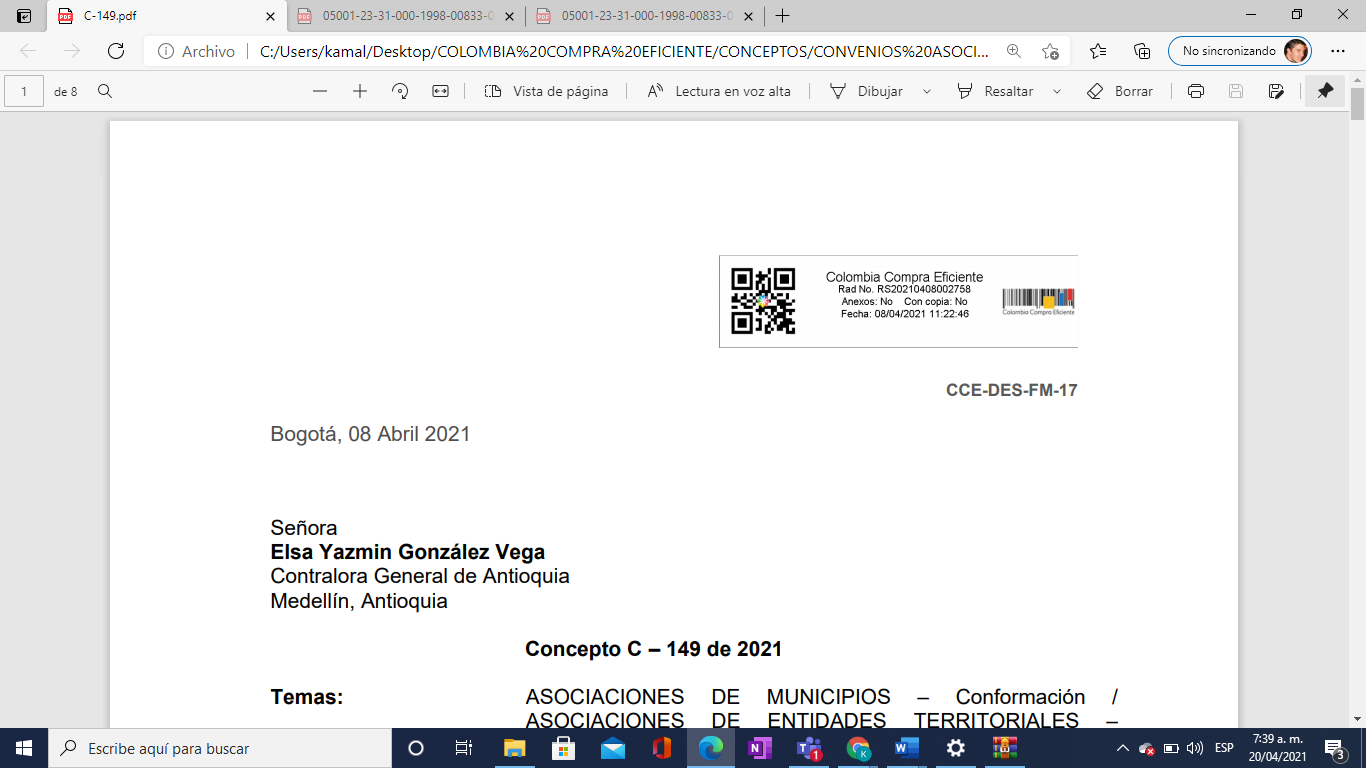 C-149.pdf
05001-23-31-000-1998-00833-0
05001-23-31-000-1998-00833-0
Archivo
C:/Users/kamal/Desktop/COLOMBIA%20COMPRA%20EFICIENTE/CONCEPTOS/CONVENIOS%20ASOCI...
No sincronizando
1 de 8
Vista de página
Lectura en voz alta
Dibujar
Resaltar
Borrar
Colombia Compra Eficiente
Rad No. RS20210408002758
Anexos: No Con copia: No
Fecha: 08/04/2021 11:22:46
Colombia Compra Eficiente
CCE-DES-FM-17
Bogotá, 08 Abril 2021
Señora
Elsa Yazmin González Vega
Contralora General de Antioquia
Medellín, Antioquia
Concepto C – 149 de 2021
Temas: ASOCIACIONES DE MUNICIPIOS – Conformación /
ASOCIACIONES DE ENTIDADES TERRITORIALES –
Escribe aquí para buscar
ESP
7:39 a. m.
20/04/2021